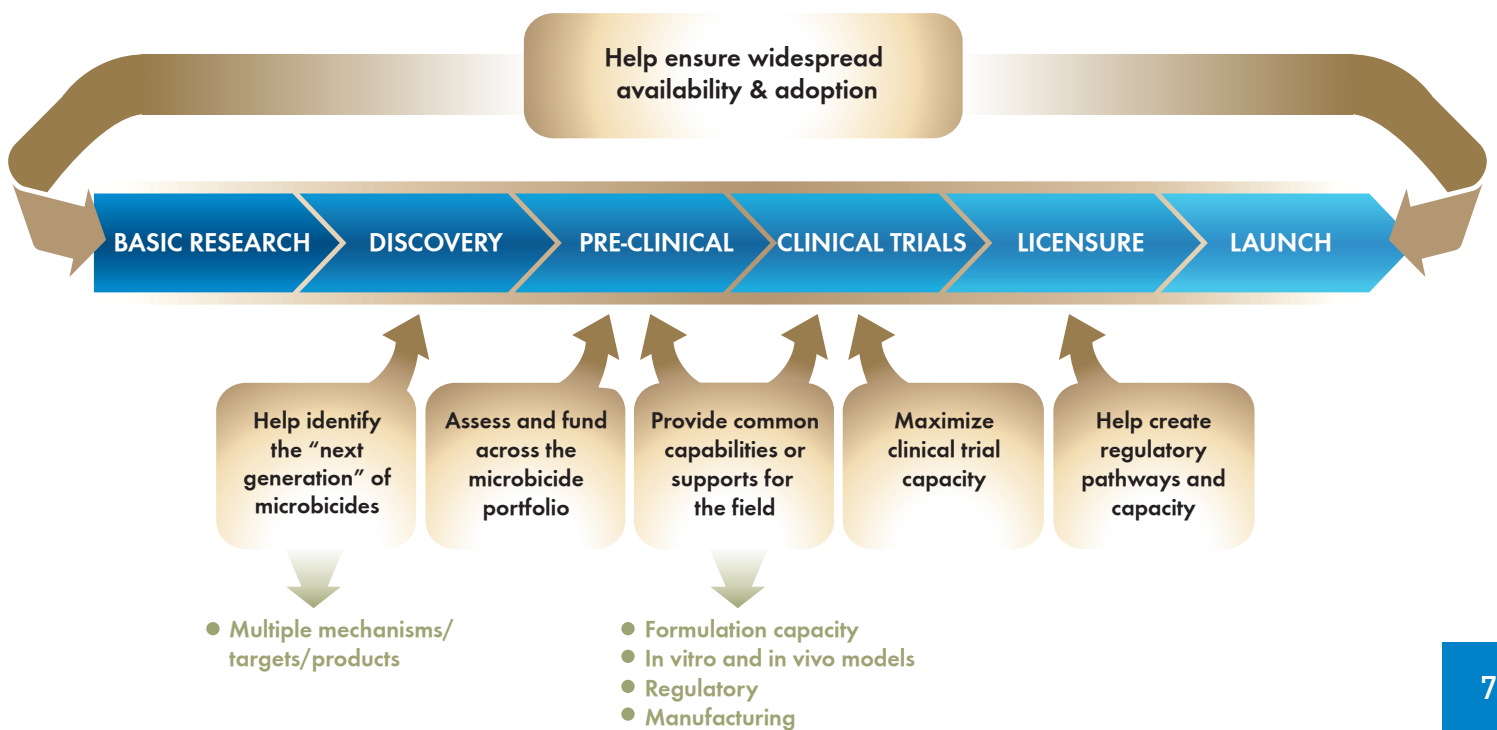 Help ensure widespread
availability & adoption
BASIC RESEARCH
DISCOVERY
PRE-CLINICAL
CLINICAL TRIALS
LICENSURE
LAUNCH
Help identify
the “next
generation” of
microbicides
Assess and fund
across the
microbicide
portfolio
Provide common
capabilities or
supports for
the field
Maximize
clinical trial
capacity
Help create
regulatory
pathways and
capacity
● Multiple mechanisms/
targets/products
● Formulation capacity
● In vitro and in vivo models
● Regulatory
● Manufacturing
7